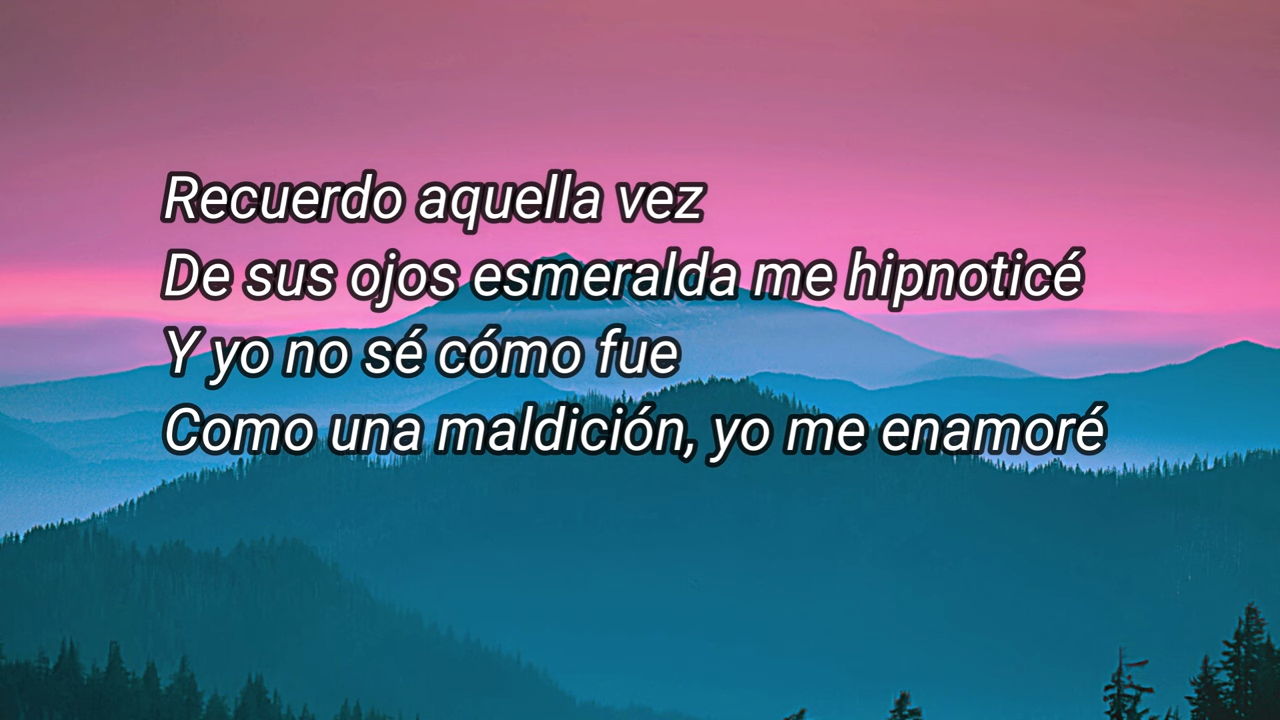 Recuerdo aquella vez
De sus ojos esmeralda me hipnoticé
Y yo no sé cómo fue
Como una maldición, yo me enamoré